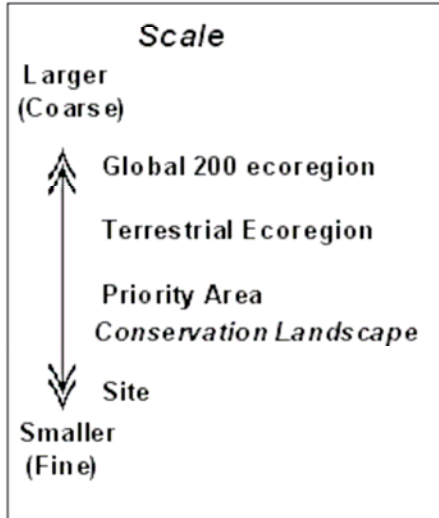 Scale
Larger
(Coarse)
Global 200 ecoregion
Terrestrial Ecoregion
Priority Area
Conservation Landscape
Site
Smaller
(Fine)